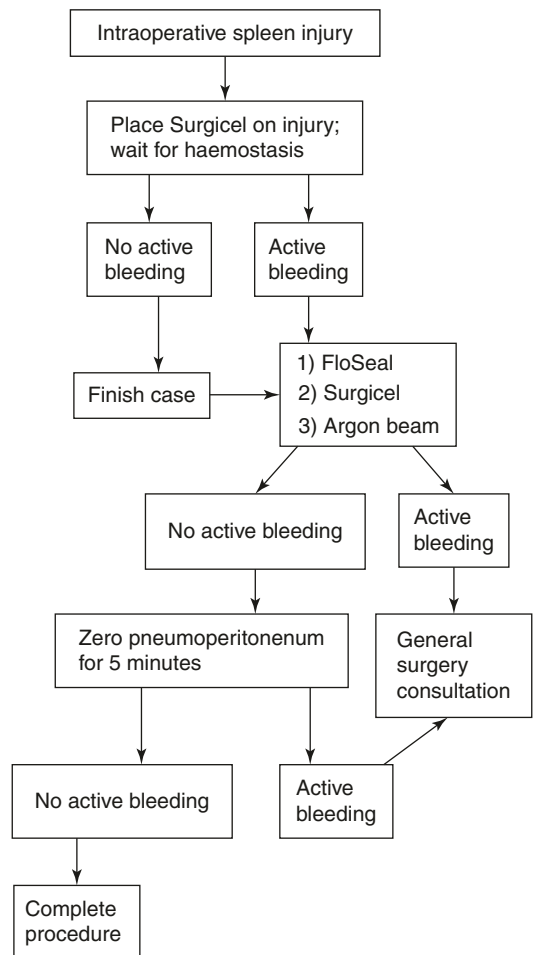 Intraoperative spleen injury
Place Surgicel on injury;
wait for haemostasis
No active
bleeding
Active
bleeding
Finish case
1) FloSeal
2) Surgicel
3) Argon beam
No active bleeding
Active
bleeding
Zero pneumoperitonenum
for 5 minutes
General
surgery
consultation
No active bleeding
Active
bleeding
Complete
procedure